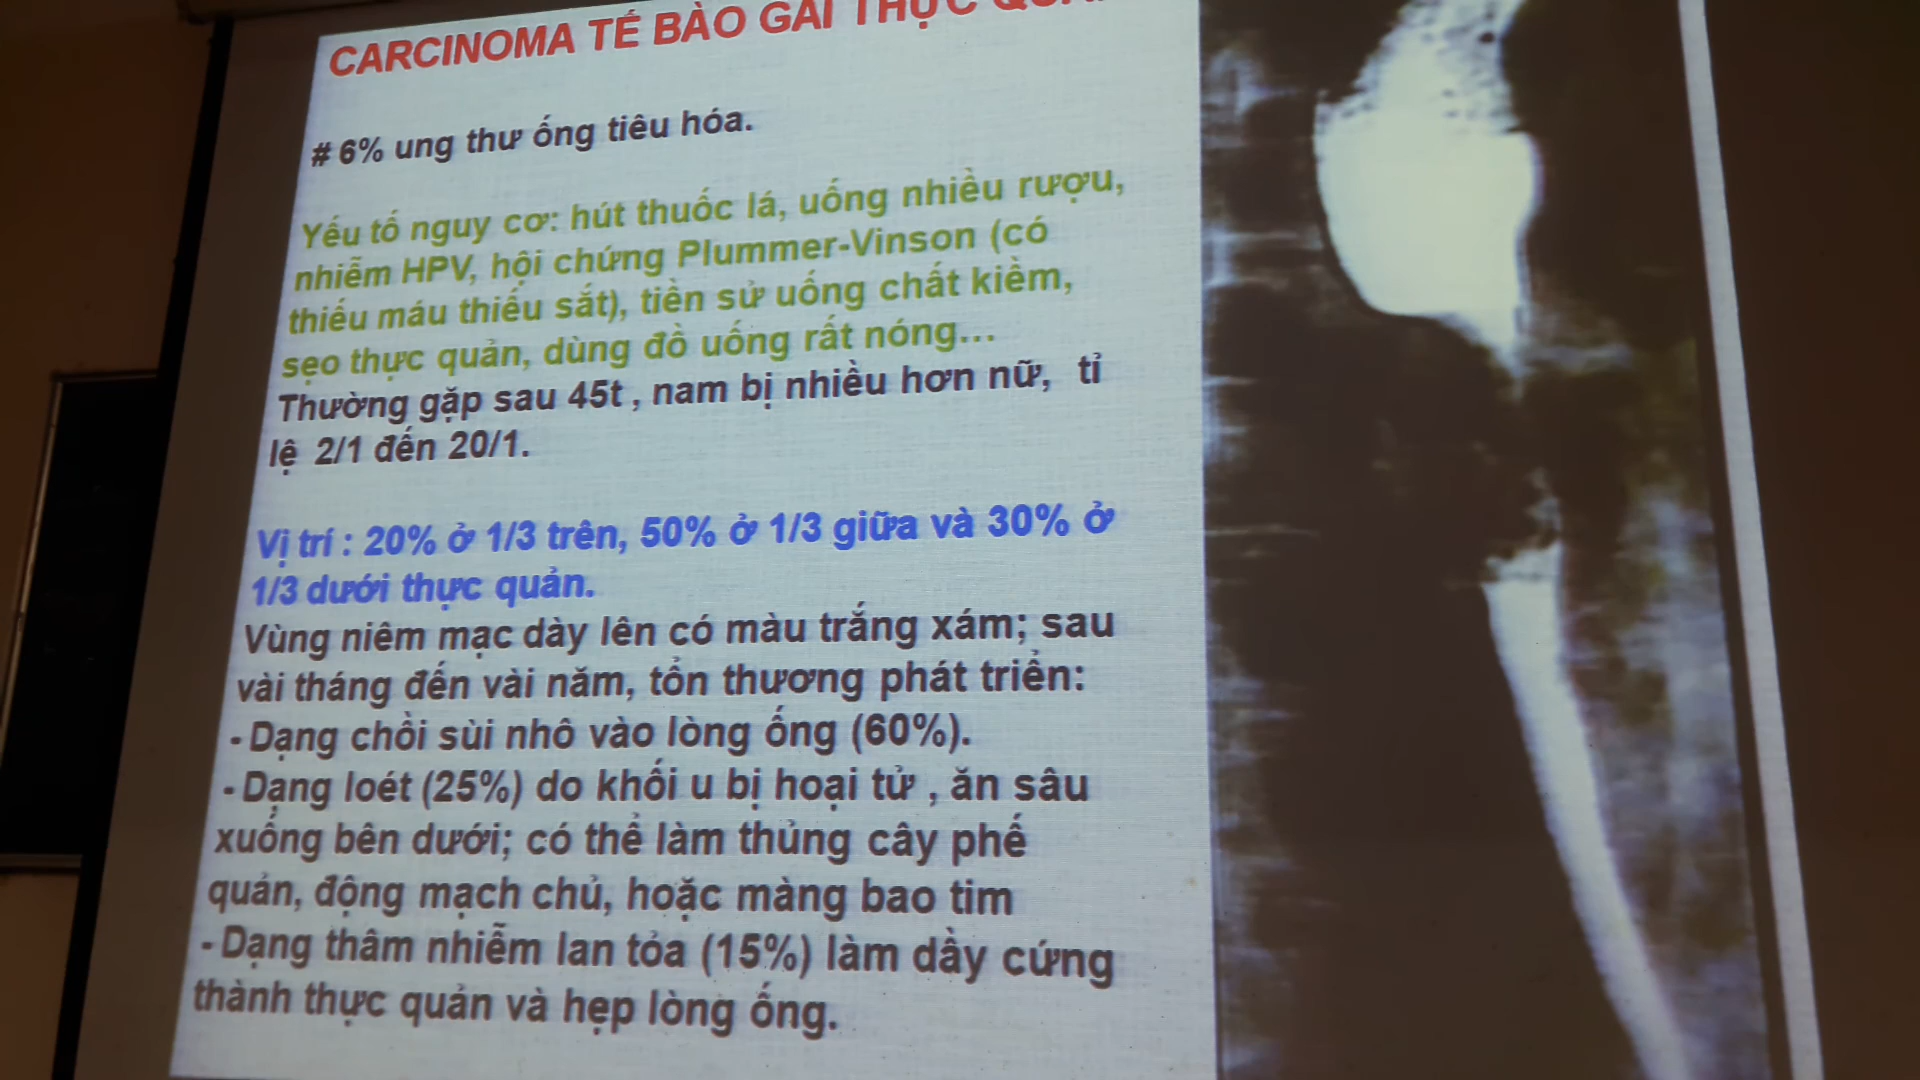 CARCINOMA TẾ BÀO GAI THỰC
# 6% ung thư ống tiêu hóa.
Yếu tố nguy cơ: hút thuốc lá, uống nhiều rượu,
nhiễm HPV, hội chứng Plummer-Vinson (có
thiếu máu thiếu sắt), tiền sử uống chất kiềm,
sẹo thực quản, dùng đồ uống rất nóng...
Thường gặp sau 45t , nam bị nhiều hơn nữ, tỉ
lệ 2/1 đến 20/1.
Vị trí : 20% ở 1/3 trên, 50% ở 1/3 giữa và 30% ở
1/3 dưới thực quản.
Vùng niêm mạc dày lên có màu trắng xám; sau
vài tháng đến vài năm, tổn thương phát triển:
- Dạng chồi sùi nhô vào lòng ống (60%).
- Dạng loét (25%) do khối u bị hoại tử , ăn sâu
xuống bên dưới; có thể làm thủng cây phế
quản, động mạch chủ, hoặc màng bao tim
- Dạng thâm nhiễm lan tỏa (15%) làm dầy cứng
thành thực quản và hẹp lòng ống.